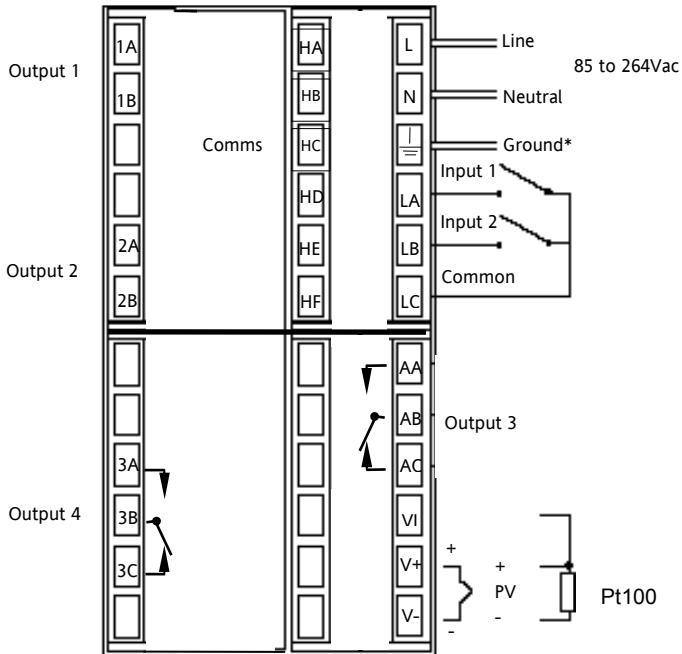 1A
HA
L
Line
Output 1
85 to 264Vac
1B
HB
N
Neutral
Comms
HC
Ground*
Input 1
HD
LA
Input 2
2A
HE
LB
Output 2
Common
2B
HF
LC
AA
AB
Output 3
3A
AC
Output 4
3B
VI
+
3C
V+
+
PV
Pt100
V-
-
-